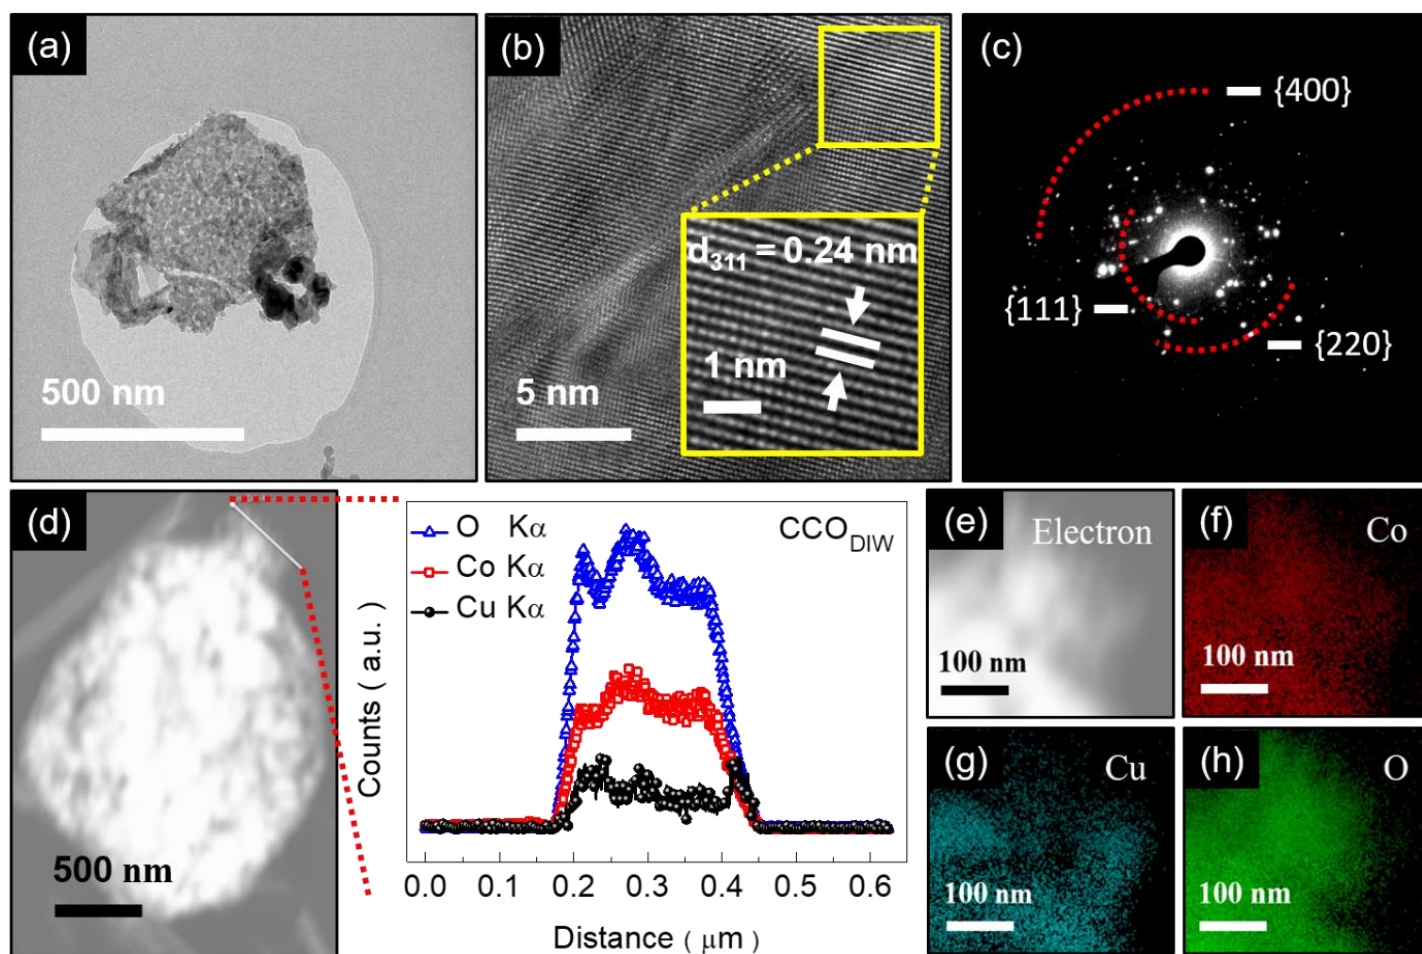 (a)
500 nm
(b)
d₃₁₁ = 0.24 nm
1 nm
5 nm
(c)
{400}
{111}
{220}
(d)
500 nm
O Kα
Co Kα
Cu Kα
CCO_DIW
Counts ( a.u. )
0.0 0.1 0.2 0.3 0.4 0.5 0.6
Distance ( μm )
(e)
Electron
100 nm
(f)
Co
100 nm
(g)
Cu
100 nm
(h)
O
100 nm